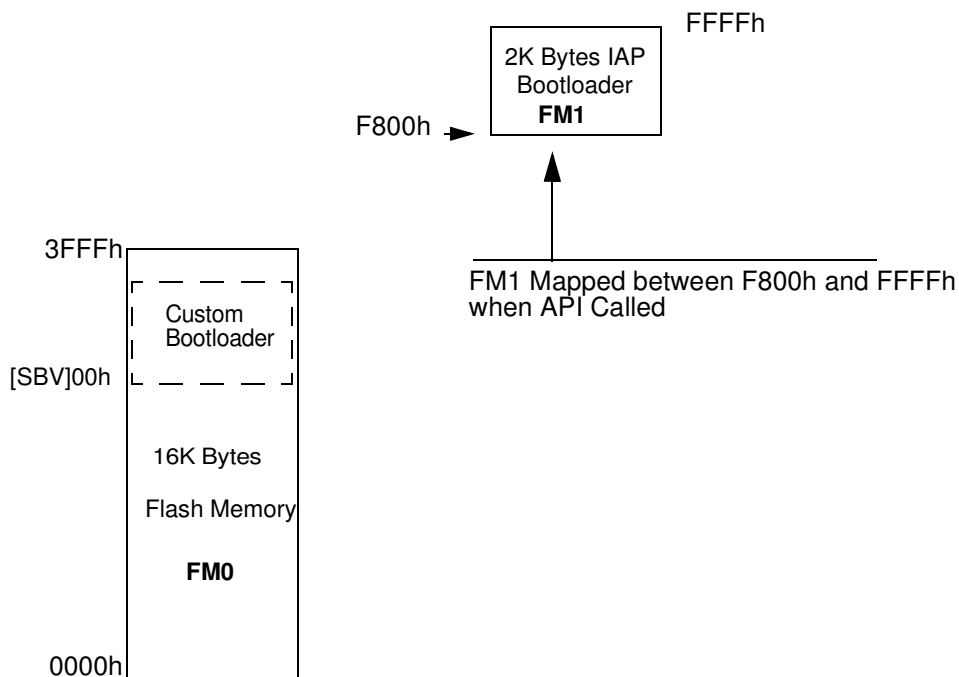 FFFFh
2K Bytes IAP
Bootloader
FM1
F800h
3FFFh
FM1 Mapped between F800h and FFFFh
when API Called
Custom
Bootloader
[SBV]00h
16K Bytes
Flash Memory
FM0
0000h